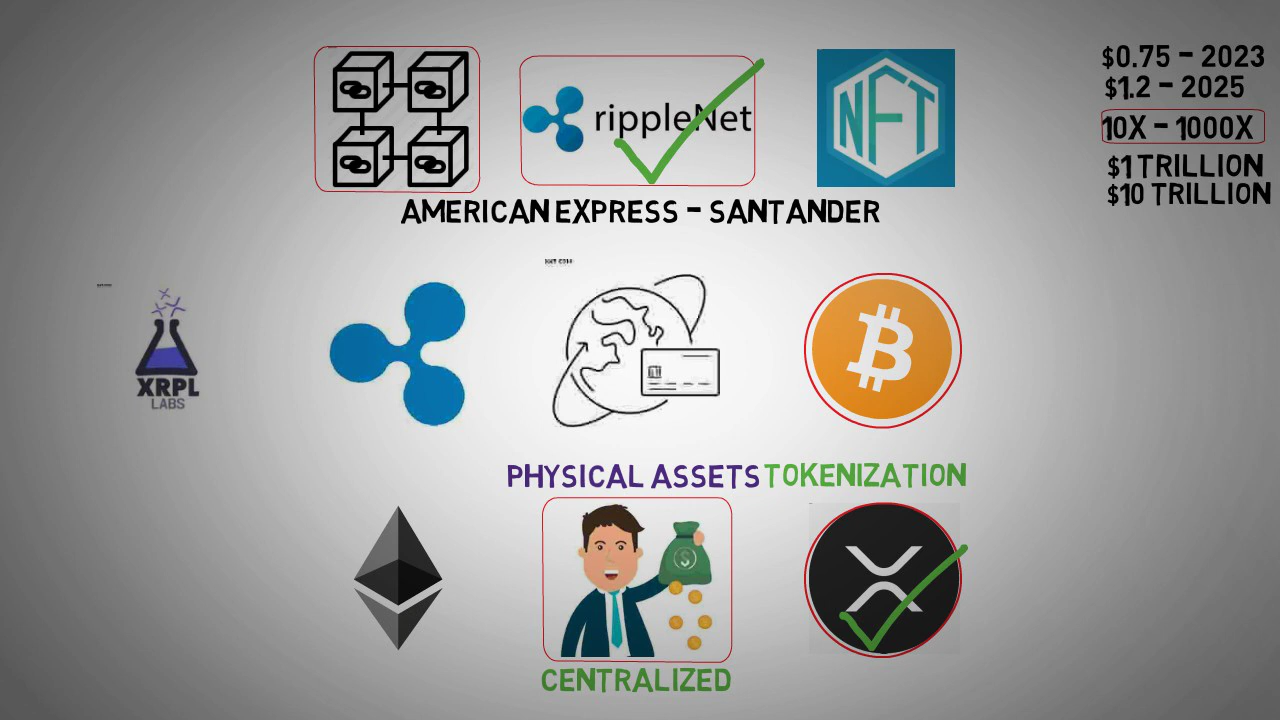 $0.75 - 2023
$1.2 - 2025
10X - 1000X
$1 TRILLION
$10 TRILLION
rippleNet
NFT
AMERICAN EXPRESS - SANTANDER
XRPL
LABS
PHYSICAL ASSETS TOKENIZATION
CENTRALIZED